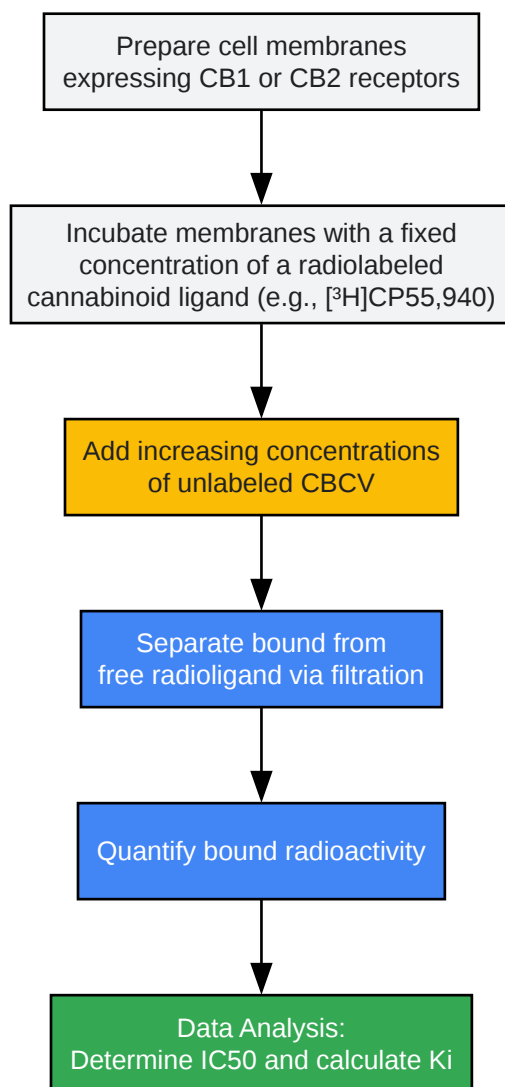 Prepare cell membranes
expressing CB1 or CB2 receptors
Incubate membranes with a fixed
concentration of a radiolabeled
cannabinoid ligand (e.g., [³H]CP55,940)
Add increasing concentrations
of unlabeled CBCV
Separate bound from
free radioligand via filtration
Quantify bound radioactivity
Data Analysis:
Determine IC50 and calculate Ki